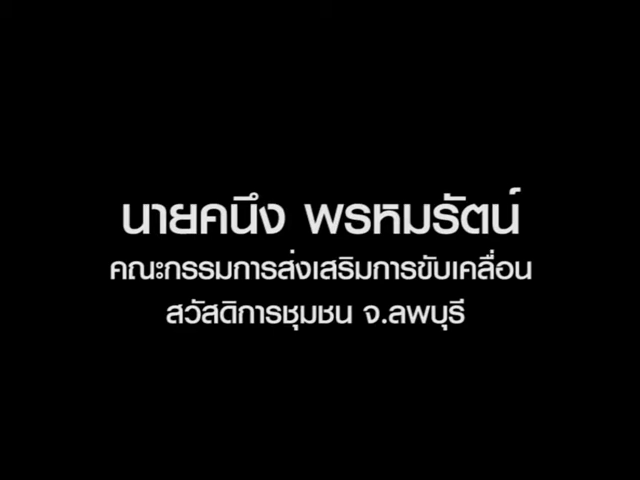 นายคนึง พรหมรัตน์
คณะกรรมการส่งเสริมการขับเคลื่อน
สวัสดิการชุมชน จ.ลพบุรี